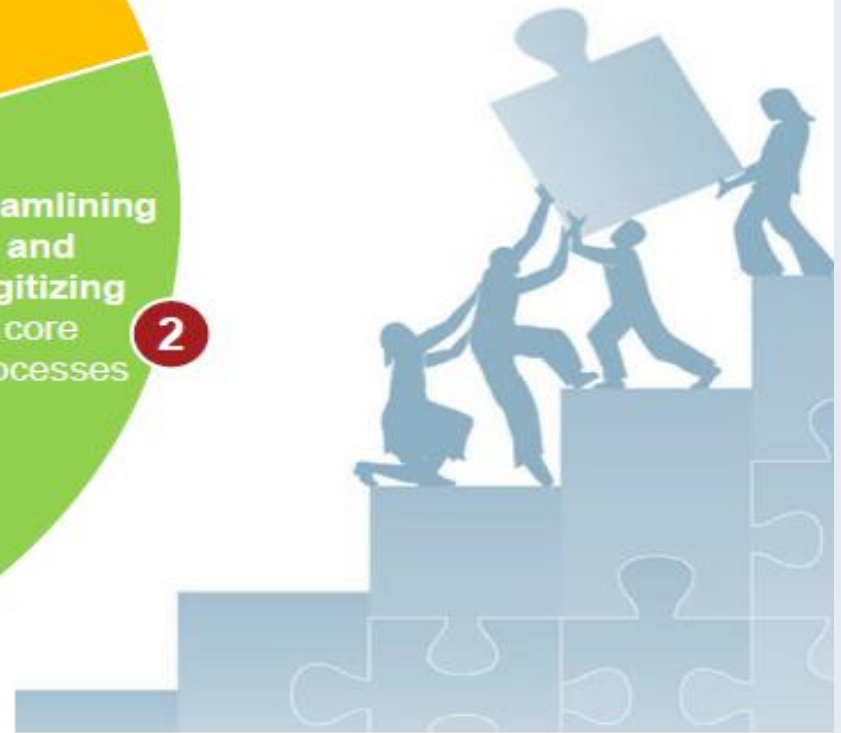 amlining
and
gitizing
core
ocesses
2